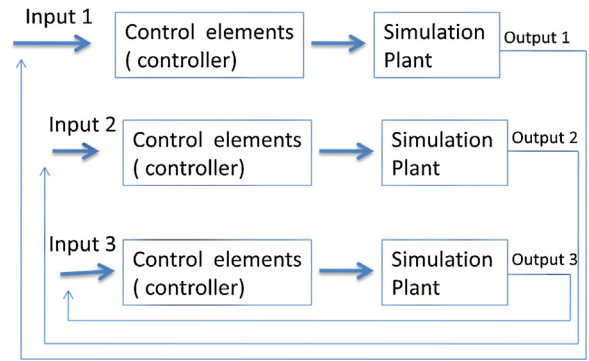 Input 1
Control elements
( controller)
Simulation
Plant
Output 1
Input 2
Control elements
( controller)
Simulation
Plant
Output 2
Input 3
Control elements
( controller)
Simulation
Plant
Output 3